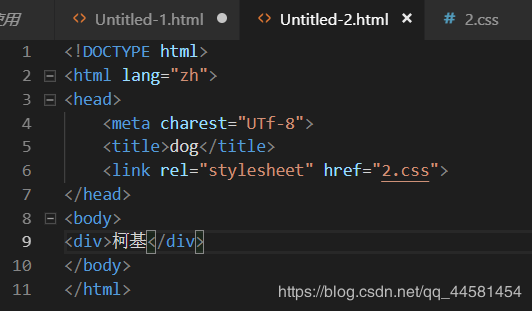 使用 <> Untitled-1.html ● <> Untitled-2.html × # 2.css
1 <!DOCTYPE html>
2 <html lang="zh">
3 <head>
4 <meta charest="UTf-8">
5 <title>dog</title>
6 <link rel="stylesheet" href="2.css">
7 </head>
8 <body>
9 <div>柯基</div>
10 </body>
11 </html>
https://blog.csdn.net/qq_44581454